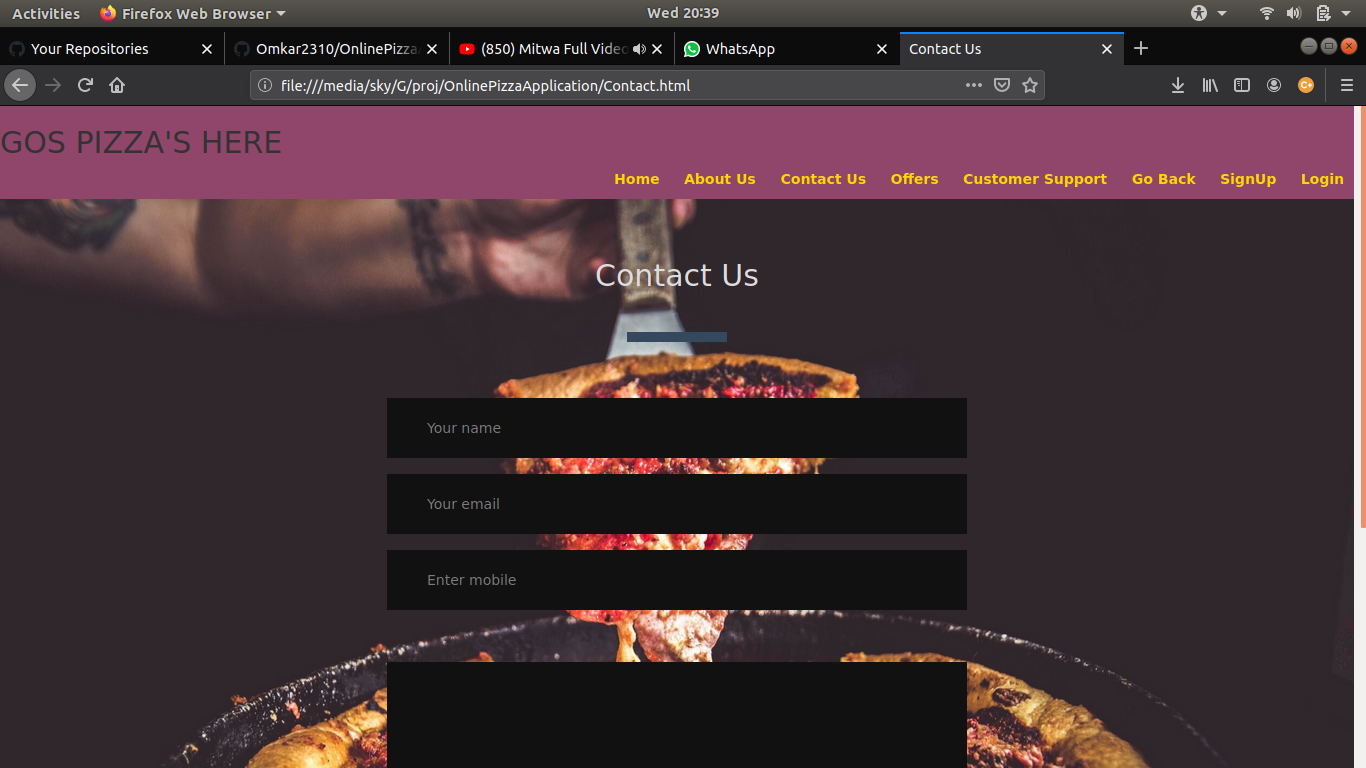 Activities Firefox Web Browser Wed 20:39
Your Repositories Omkar2310/OnlinePizza (850) Mitwa Full Video WhatsApp Contact Us
file:///media/sky/G/proj/OnlinePizzaApplication/Contact.html
GOS PIZZA'S HERE
Home About Us Contact Us Offers Customer Support Go Back SignUp Login
Contact Us
Your name
Your email
Enter mobile